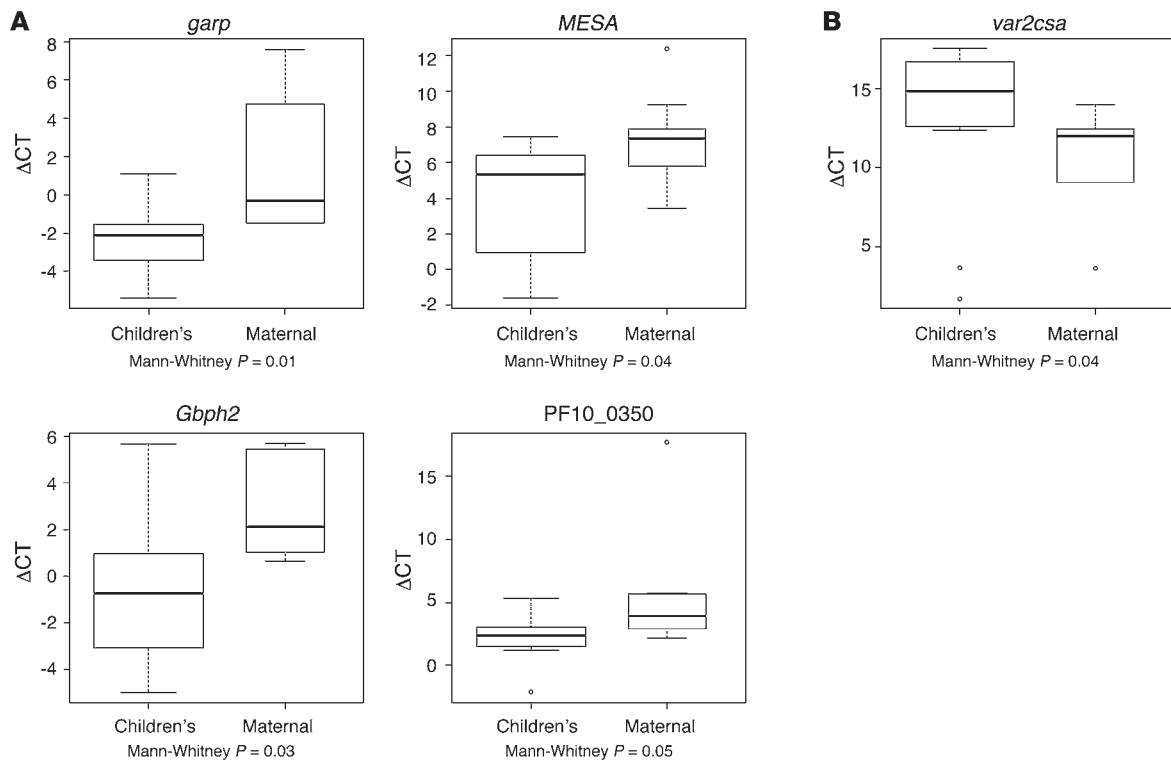 A
garp
ΔCT
8
6
4
2
0
-2
-4
Children's
Maternal
Mann-Whitney P = 0.01
MESA
ΔCT
12
10
8
6
4
2
0
-2
Children's
Maternal
Mann-Whitney P = 0.04
B
var2csa
ΔCT
15
10
5
Children's
Maternal
Mann-Whitney P = 0.04
Gbph2
ΔCT
6
4
2
0
-2
-4
Children's
Maternal
Mann-Whitney P = 0.03
PF10_0350
ΔCT
15
10
5
0
Children's
Maternal
Mann-Whitney P = 0.05